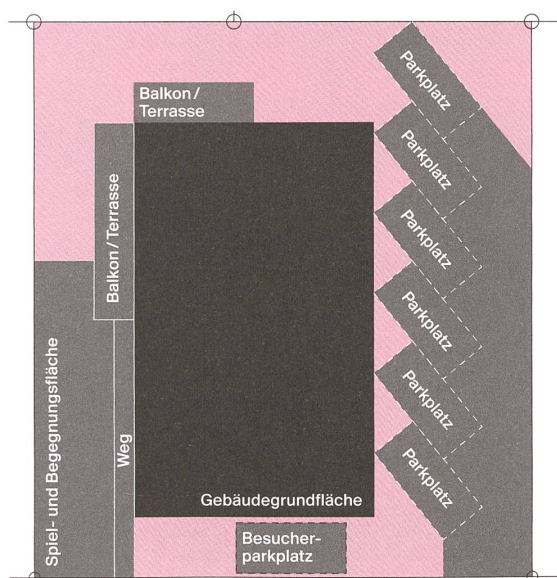 Balkon /
Terrasse
Balkon / Terrasse
Spiel- und Begegnungsfläche
Weg
Gebäudegrundfläche
Besucher-
parkplatz
Parkplatz
Parkplatz
Parkplatz
Parkplatz
Parkplatz
Parkplatz